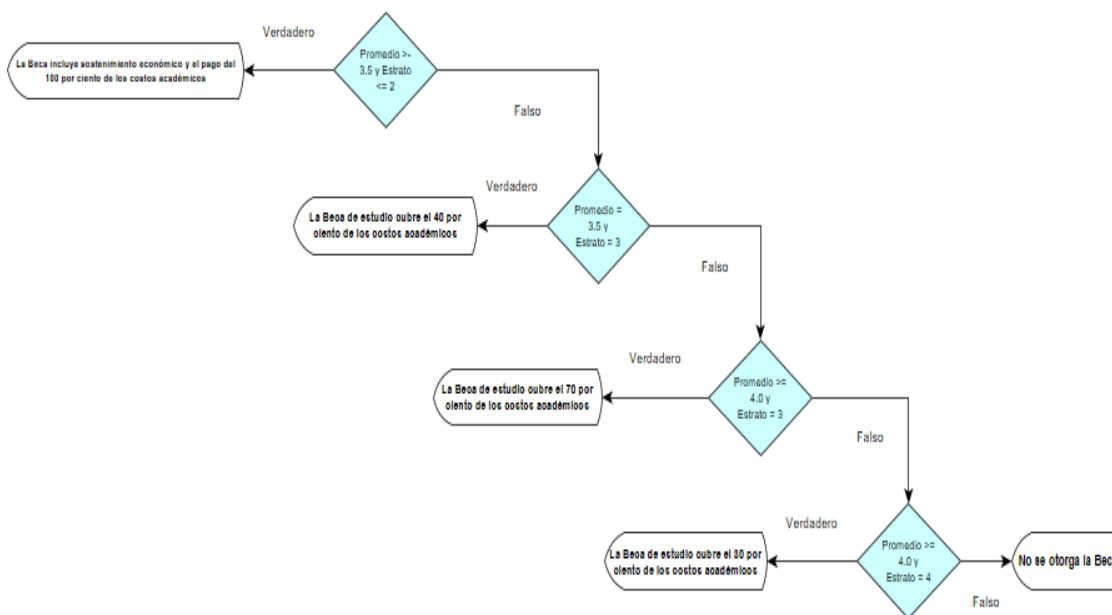 Verdadero
La Beca incluye sostenimiento económico y el pago del
100 por ciento de los costos académicos
Promedio >=
3.5 y Estrato
<= 2
Falso
Verdadero
La Beca de estudio cubre el 40 por
ciento de los costos académicos
Promedio =
3.5 y
Estrato = 3
Falso
Verdadero
La Beca de estudio cubre el 70 por
ciento de los costos académicos
Promedio >=
4.0 y
Estrato = 3
Falso
Verdadero
La Beca de estudio cubre el 30 por
ciento de los costos académicos
Promedio >=
4.0 y
Estrato = 4
No se otorga la Bec
Falso